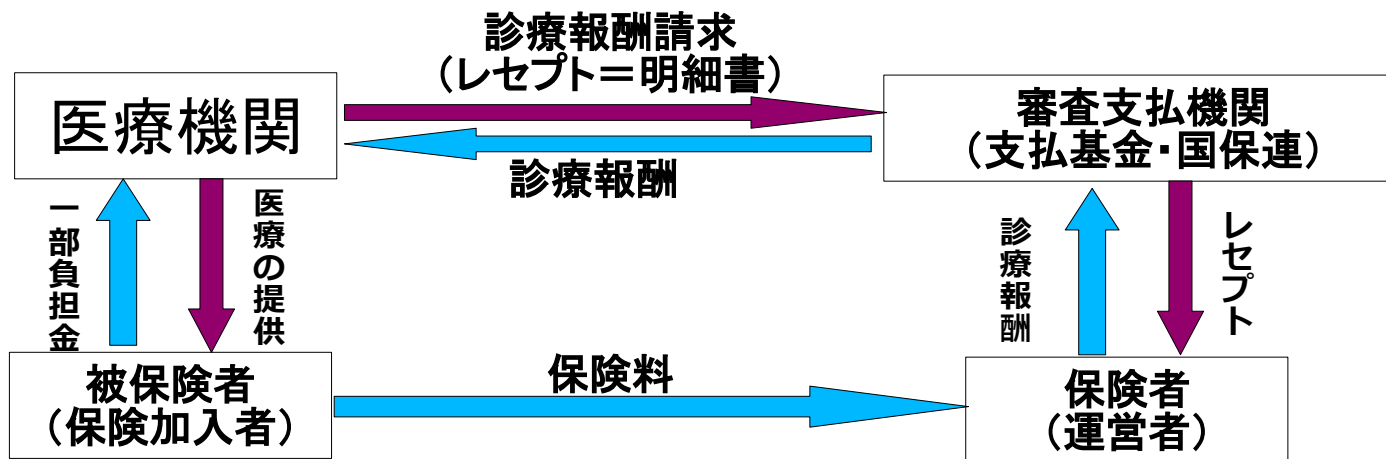 診療報酬請求
（レセプト＝明細書）
医療機関
審査支払機関
（支払基金・国保連）
診療報酬
一部負担金
医療の提供
診療報酬
レセプト
被保険者
（保険加入者）
保険料
保険者
（運営者）